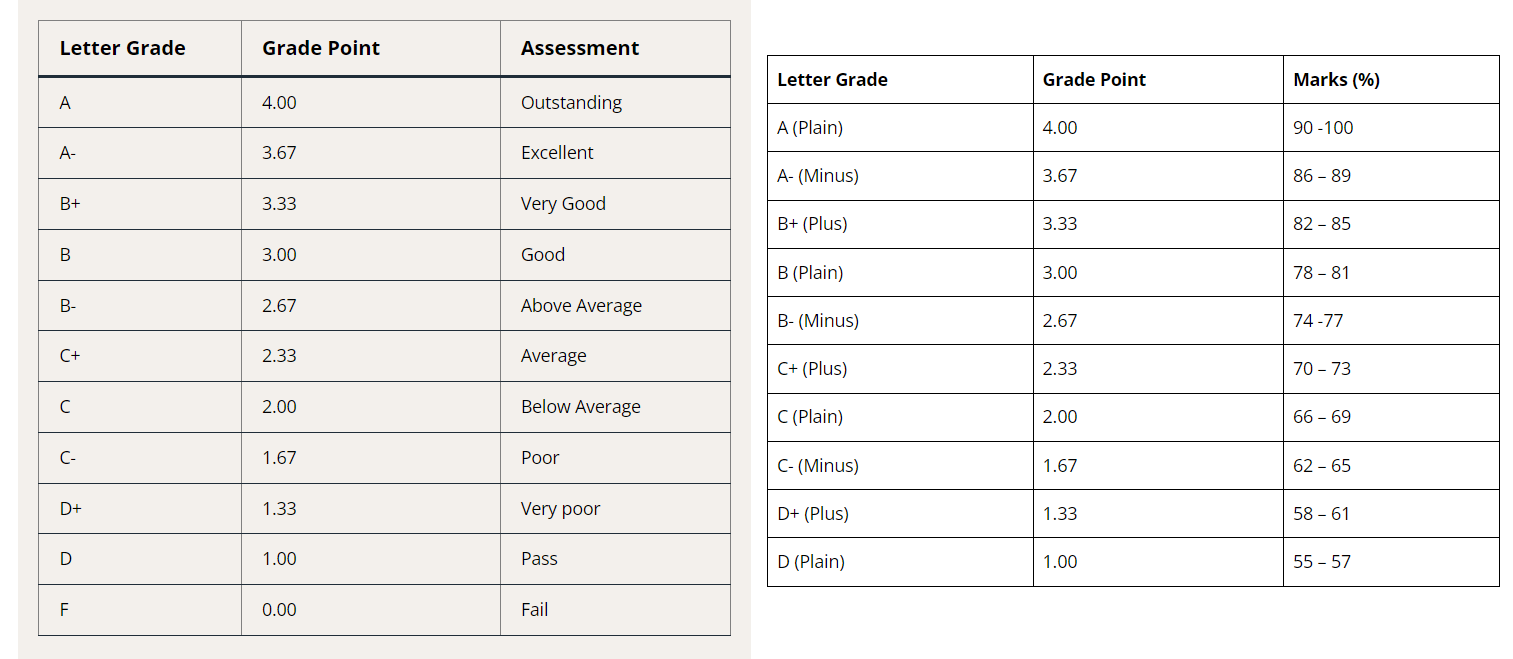 Letter Grade Grade Point Assessment
A 4.00 Outstanding
A- 3.67 Excellent
B+ 3.33 Very Good
B 3.00 Good
B- 2.67 Above Average
C+ 2.33 Average
C 2.00 Below Average
C- 1.67 Poor
D+ 1.33 Very poor
D 1.00 Pass
F 0.00 Fail
Letter Grade Grade Point Marks (%)
A (Plain) 4.00 90 -100
A- (Minus) 3.67 86 – 89
B+ (Plus) 3.33 82 – 85
B (Plain) 3.00 78 – 81
B- (Minus) 2.67 74 -77
C+ (Plus) 2.33 70 – 73
C (Plain) 2.00 66 – 69
C- (Minus) 1.67 62 – 65
D+ (Plus) 1.33 58 – 61
D (Plain) 1.00 55 – 57